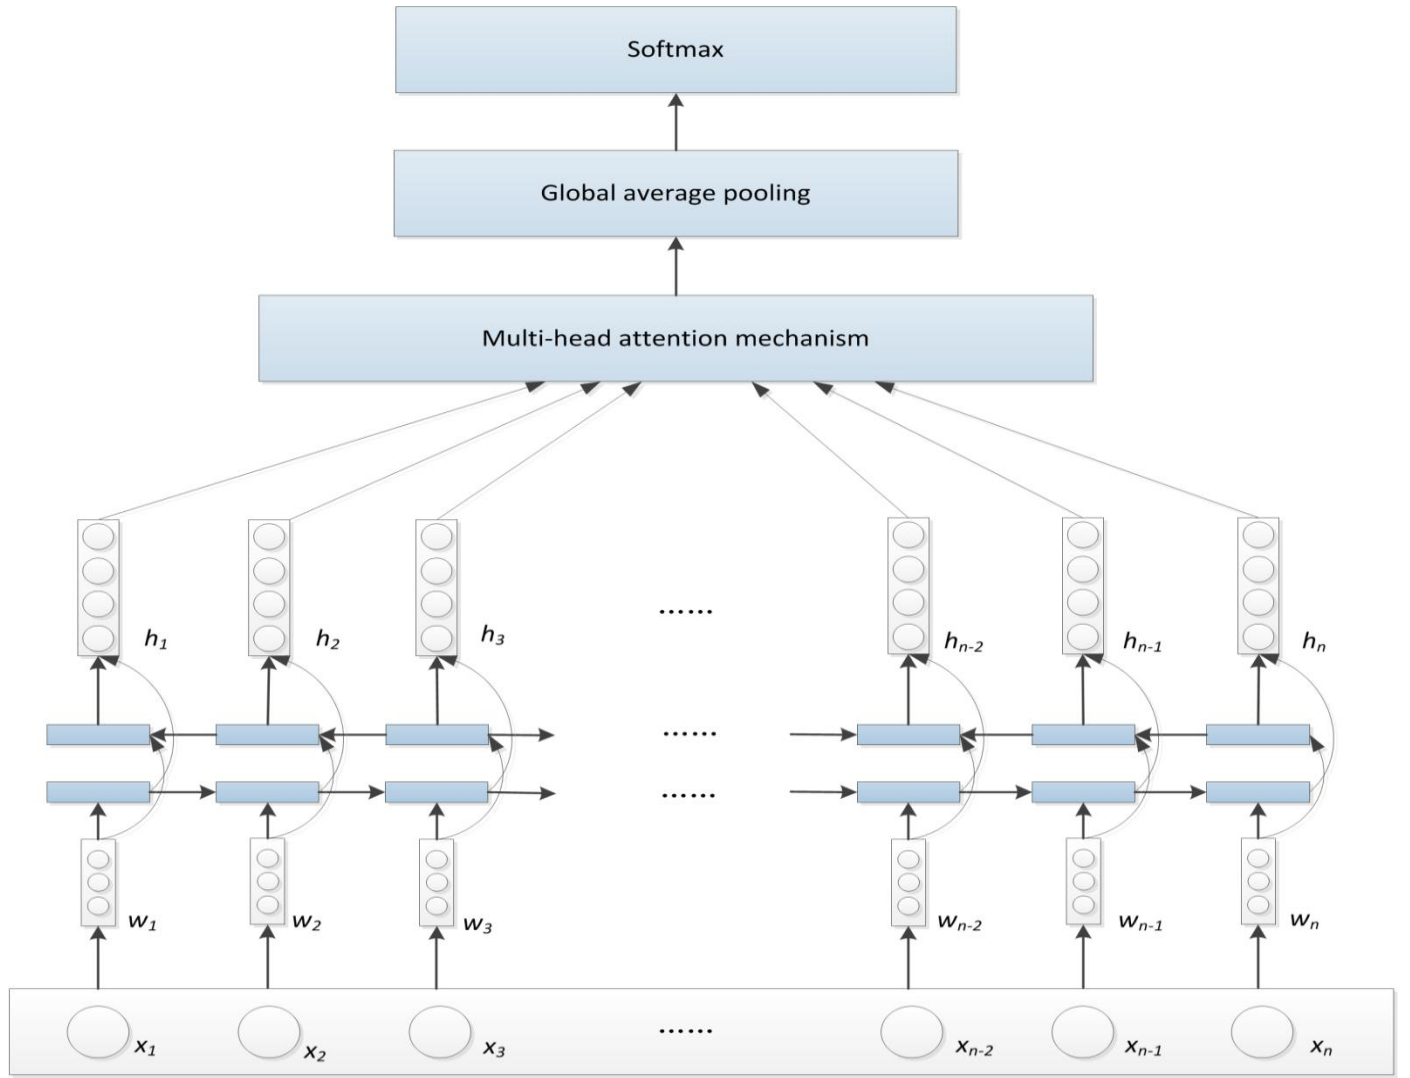 Softmax
Global average pooling
Multi-head attention mechanism
......
h1 h2 h3 hn-2 hn-1 hn
......
......
w1 w2 w3 wn-2 wn-1 wn
......
x1 x2 x3 xn-2 xn-1 xn